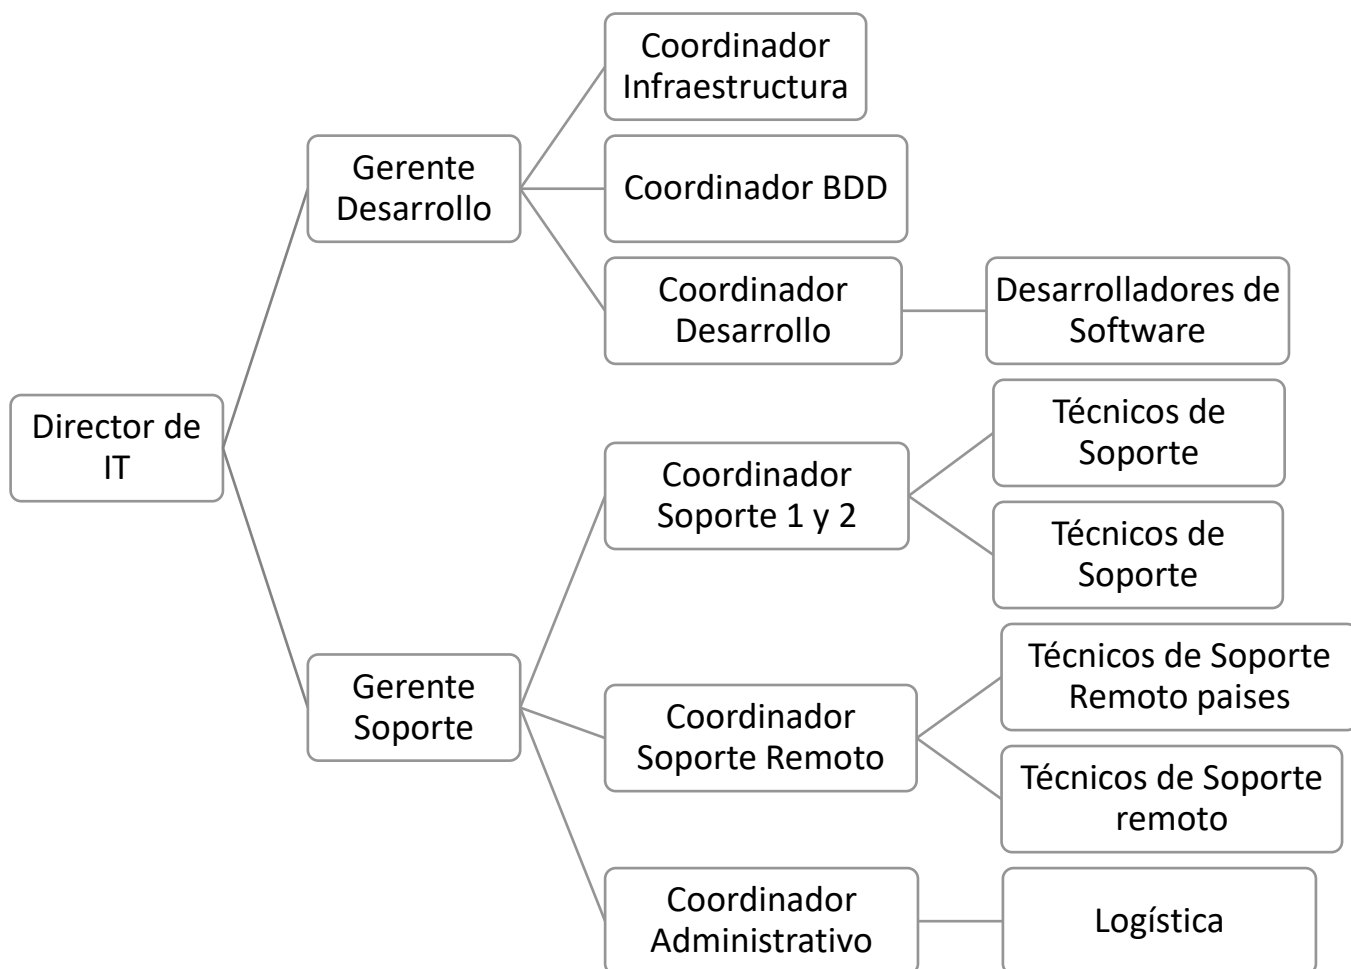 Coordinador
Infraestructura
Gerente
Desarrollo
Coordinador BDD
Coordinador
Desarrollo
Desarrolladores de
Software
Director de
IT
Técnicos de
Soporte
Coordinador
Soporte 1 y 2
Técnicos de
Soporte
Gerente
Soporte
Técnicos de Soporte
Remoto paises
Coordinador
Soporte Remoto
Técnicos de Soporte
remoto
Coordinador
Administrativo
Logística